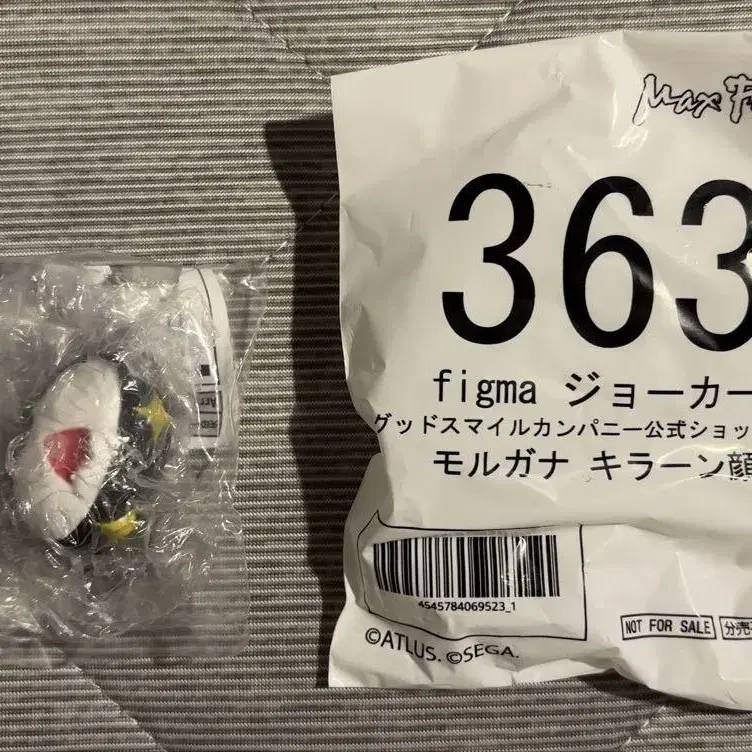 Max F
363
figma ジョーカー
グッドスマイルカンパニー公式ショッ
モルガナ キラーン顔
4545784069523_1
NOT FOR SALE
分売
©ATLUS. ©SEGA.